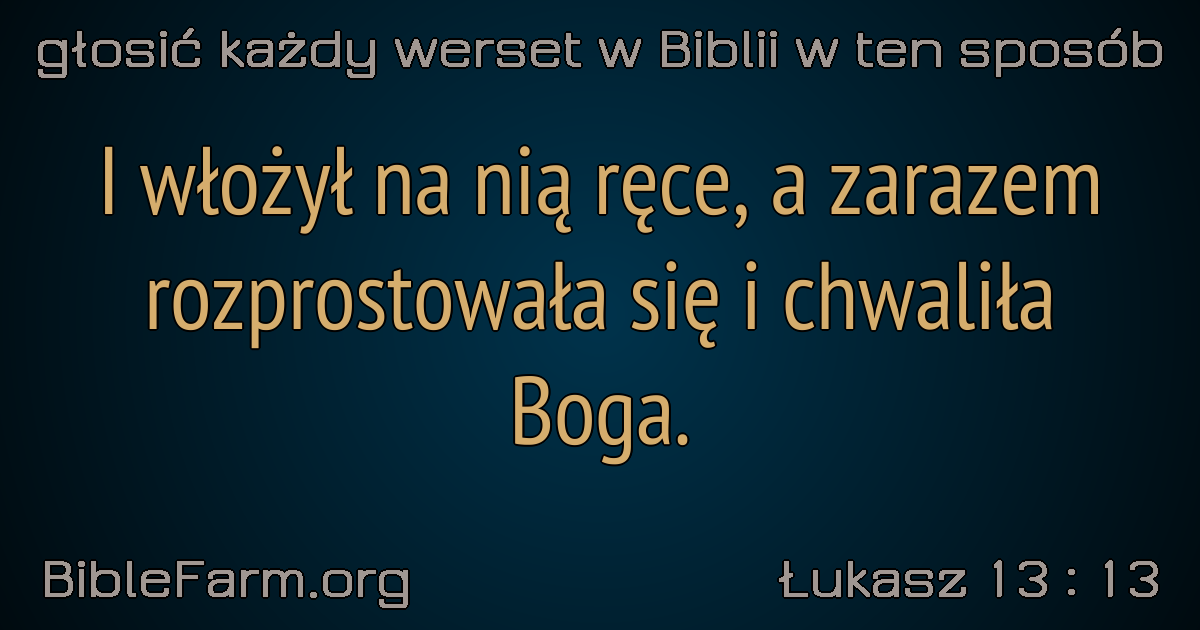 głosić każdy werset w Biblii w ten sposób
I włożył na nią ręce, a zarazem
rozprostowała się i chwaliła
Boga.
BibleFarm.org
Łukasz 13 : 13